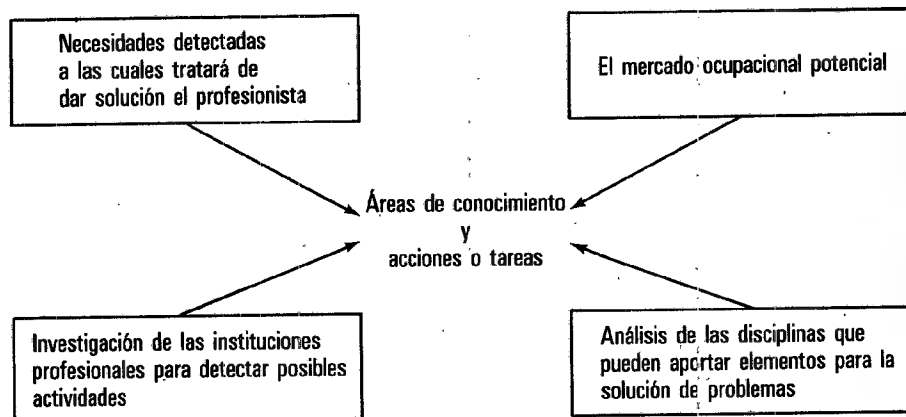 Necesidades detectadas
a las cuales tratará de
dar solución el profesionista
El mercado ocupacional potencial
Áreas de conocimiento
y
acciones o tareas
Investigación de las instituciones
profesionales para detectar posibles
actividades
Análisis de las disciplinas que
pueden aportar elementos para la
solución de problemas